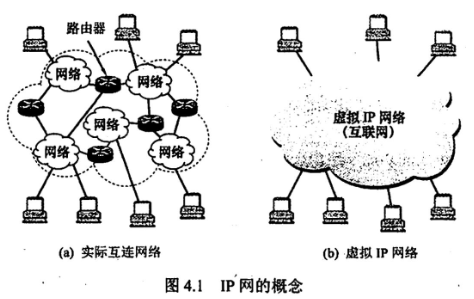 路由器
网络
网络
网络
网络
网络
虚拟 IP 网络
(互联网)
(a) 实际互连网络
(b) 虚拟 IP 网络
图 4.1 IP 网的概念